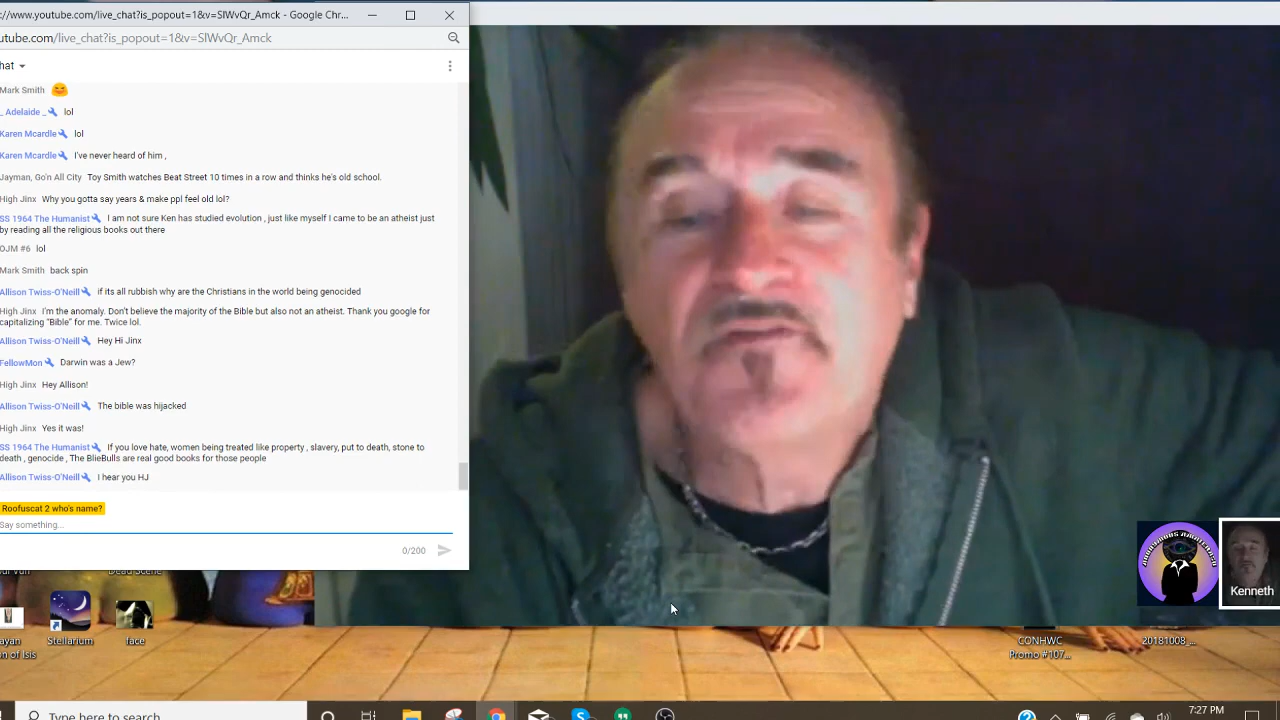 ://www.youtube.com/live_chat?is_popout=1&v=SlWvQr_Amck - Google Chr...
utube.com/live_chat?is_popout=1&v=SlWvQr_Amck
hat
Mark Smith
_ Adelaide _ lol
Karen Mcardle lol
Karen Mcardle I've never heard of him ,
Jayman, Go'n All City Toy Smith watches Beat Street 10 times in a row and thinks he's old school.
High Jinx Why you gotta say years & make ppl feel old lol?
SS 1964 The Humanist I am not sure Ken has studied evolution , just like myself I came to be an atheist just
by reading all the religious books out there
OJM #6 lol
Mark Smith back spin
Allison Twiss-O'Neill if its all rubbish why are the Christians in the world being genocided
High Jinx I'm the anomaly. Don't believe the majority of the Bible but also not an atheist. Thank you google for
capitalizing "Bible" for me. Twice lol.
Allison Twiss-O'Neill Hey Hi Jinx
FellowMon Darwin was a Jew?
High Jinx Hey Allison!
Allison Twiss-O'Neill The bible was hijacked
High Jinx Yes it was!
SS 1964 The Humanist If you love hate, women being treated like property , slavery, put to death, stone to
death , genocide , The BlieBulls are real good books for those people
Allison Twiss-O'Neill I hear you HJ
Roofuscat 2 who's name?
Say something...
0/200
Kenneth
Dead Scene
ayan
on of Isis
Stellarium
face
CONHWC
Promo #107...
20181008_...
Type here to search
7:27 PM